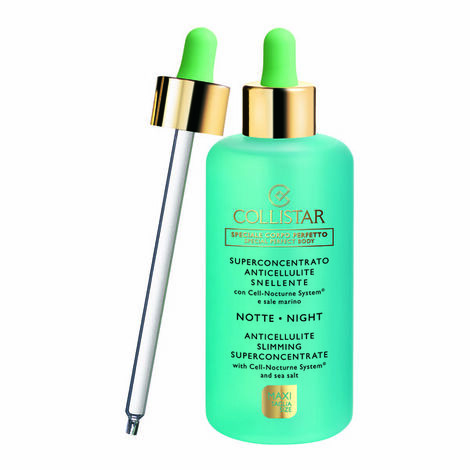 COLLISTAR
SPECIALE CORPO PERFETTO
SPECIAL PERFECT BODY
SUPERCONCENTRATO
ANTICELLULITE
SNELLENTE
con Cell-Nocturne System®
e sale marino
NOTTE • NIGHT
ANTICELLULITE
SLIMMING
SUPERCONCENTRATE
with Cell-Nocturne System®
and sea salt
MAXI
TAGLIA
SIZE